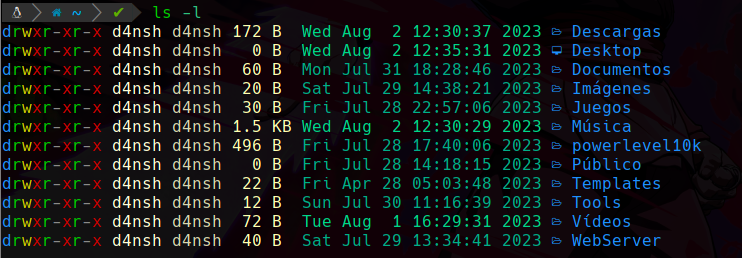 ~ ✔ ls -l
drwxr-xr-x d4nsh d4nsh 172 B Wed Aug  2 12:30:37 2023 Descargas
drwxr-xr-x d4nsh d4nsh   0 B Wed Aug  2 12:35:31 2023 Desktop
drwxr-xr-x d4nsh d4nsh  60 B Mon Jul 31 18:28:46 2023 Documentos
drwxr-xr-x d4nsh d4nsh  20 B Sat Jul 29 14:38:21 2023 Imágenes
drwxr-xr-x d4nsh d4nsh  30 B Fri Jul 28 22:57:06 2023 Juegos
drwxr-xr-x d4nsh d4nsh 1.5 KB Wed Aug  2 12:30:29 2023 Música
drwxr-xr-x d4nsh d4nsh 496 B Fri Jul 28 17:40:06 2023 powerlevel10k
drwxr-xr-x d4nsh d4nsh   0 B Fri Jul 28 14:18:15 2023 Público
drwxr-xr-x d4nsh d4nsh  22 B Fri Apr 28 05:03:48 2023 Templates
drwxr-xr-x d4nsh d4nsh  12 B Sun Jul 30 11:16:39 2023 Tools
drwxr-xr-x d4nsh d4nsh  72 B Tue Aug  1 16:29:31 2023 Vídeos
drwxr-xr-x d4nsh d4nsh  40 B Sat Jul 29 13:34:41 2023 WebServer